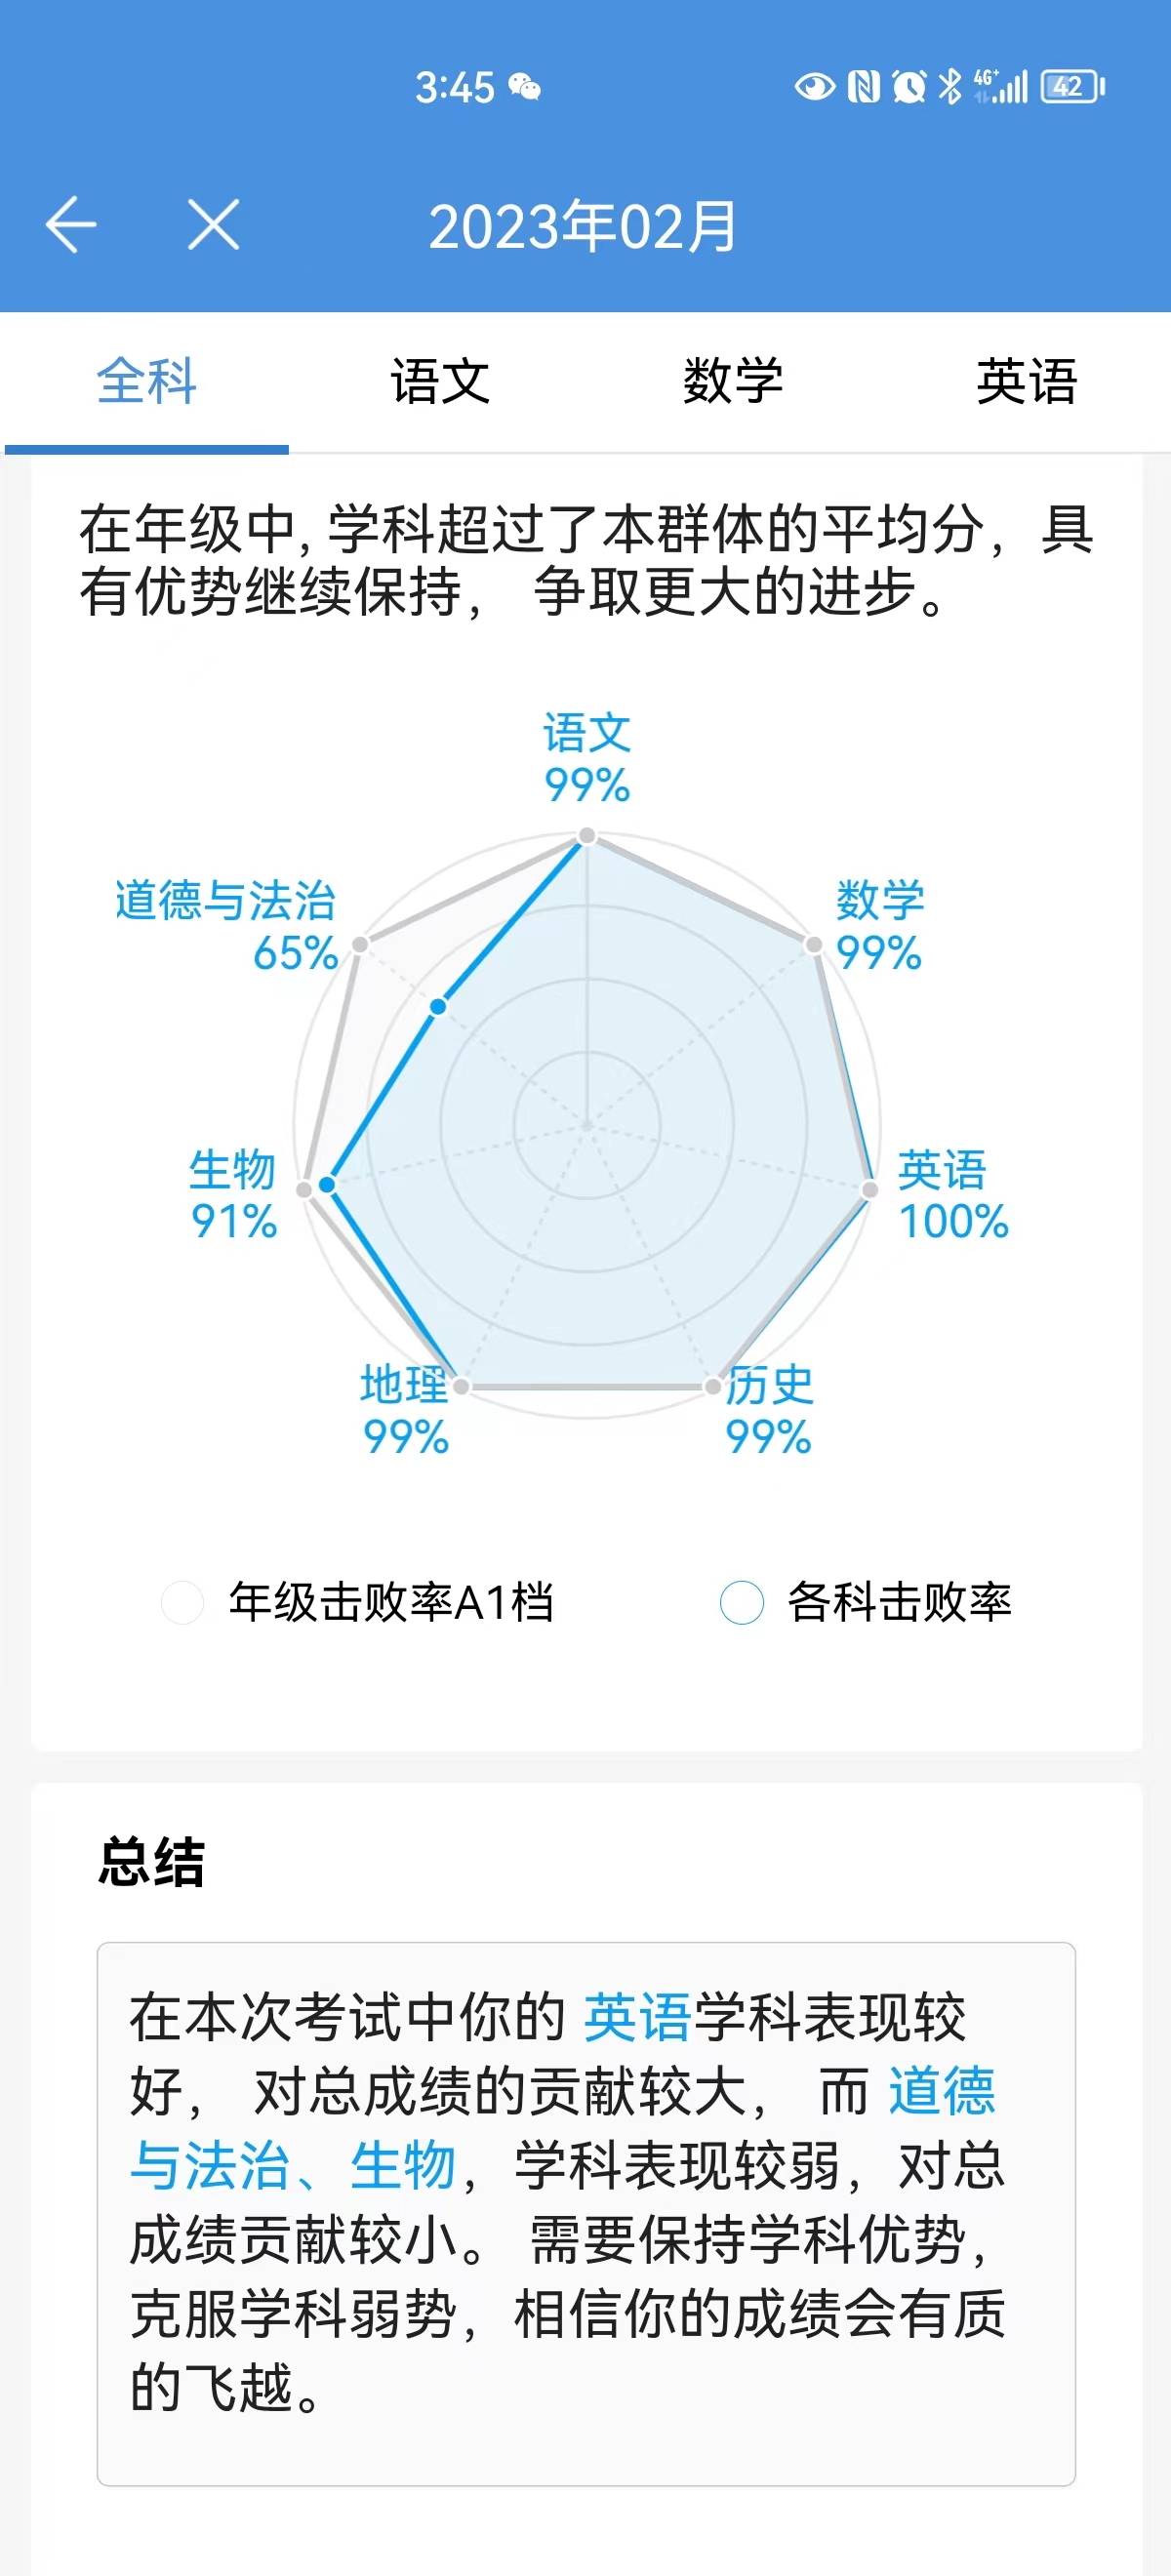 3:45
4G+
42
2023年02月
全科 语文 数学 英语
在年级中, 学科超过了本群体的平均分，具
有优势继续保持， 争取更大的进步。
语文
99%
道德与法治
65%
数学
99%
生物
91%
英语
100%
地理
99%
历史
99%
年级击败率A1档 各科击败率
总结
在本次考试中你的 英语学科表现较
好， 对总成绩的贡献较大， 而 道德
与法治、生物，学科表现较弱，对总
成绩贡献较小。 需要保持学科优势，
克服学科弱势，相信你的成绩会有质
的飞越。